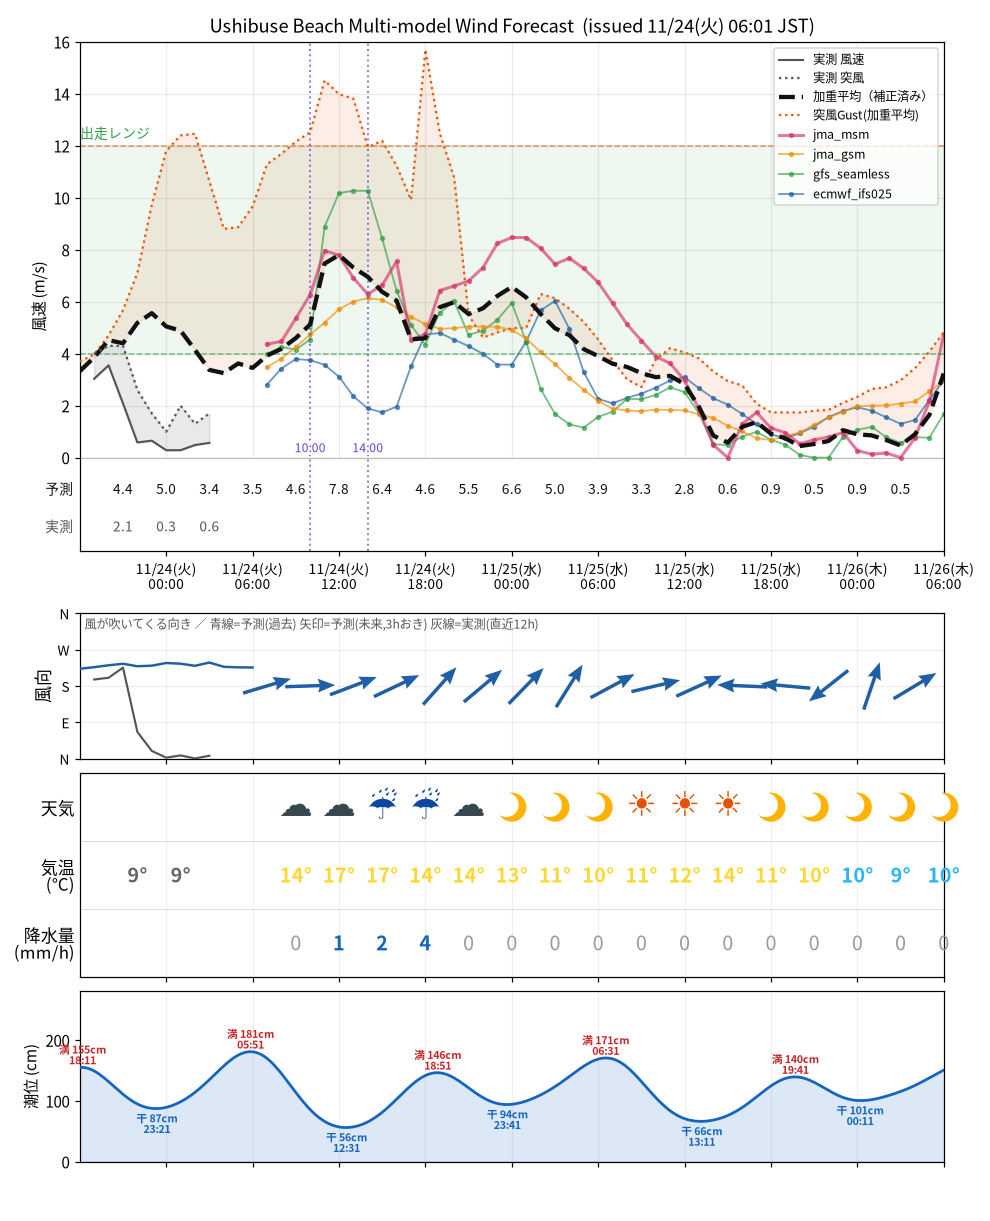 Ushibuse Beach Multi-model Wind Forecast  (issued 11/24(火) 06:01 JST)
16
14
12
10
8
6
4
2
0
風速 (m/s)
出走レンジ
実測 風速
実測 突風
加重平均（補正済み）
突風Gust(加重平均)
jma_msm
jma_gsm
gfs_seamless
ecmwf_ifs025
10:00 14:00
予測 4.4 5.0 3.4 3.5 4.6 7.8 6.4 4.6 5.5 6.6 5.0 3.9 3.3 2.8 0.6 0.9 0.5 0.9 0.5
実測 2.1 0.3 0.6
11/24(火) 11/24(火) 11/24(火) 11/24(火) 11/25(水) 11/25(水) 11/25(水) 11/25(水) 11/26(木) 11/26(木)
00:00 06:00 12:00 18:00 00:00 06:00 12:00 18:00 00:00 06:00
風向
N
W
S
E
N
風が吹いてくる向き ／ 青線=予測(過去) 矢印=予測(未来,3hおき) 灰線=実測(直近12h)
天気
気温
(°C)
9° 9° 14° 17° 17° 14° 14° 13° 11° 10° 11° 12° 14° 11° 10° 10° 9° 10°
降水量
(mm/h)
0 1 2 4 0 0 0 0 0 0 0 0 0 0 0 0
潮位 (cm)
200
100
0
満 155cm
18:11
干 87cm
23:21
満 181cm
05:51
干 56cm
12:31
満 146cm
18:51
干 94cm
23:41
満 171cm
06:31
干 66cm
13:11
満 140cm
19:41
干 101cm
00:11